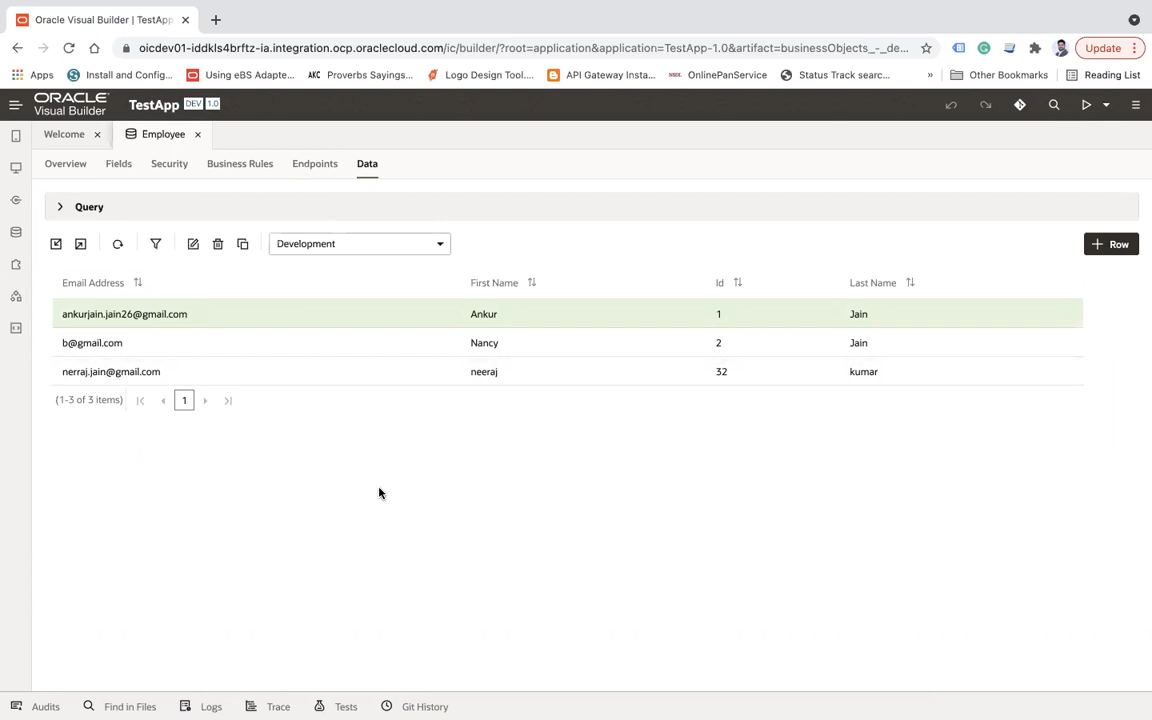 Oracle Visual Builder | TestApp
oicdev01-iddkls4brftz-ia.integration.ocp.oraclecloud.com/ic/builder/?root=application&application=TestApp-1.0&artifact=businessObjects_-_de...
Update
Apps Install and Config... Using eBS Adapte... AKC Proverbs Sayings... Logo Design Tool.... API Gateway Insta... OnlinePanService Status Track searc... » Other Bookmarks Reading List
ORACLE
Visual Builder
TestApp DEV 1.0
Welcome Employee
Overview Fields Security Business Rules Endpoints Data
Query
Development + Row
Email Address First Name Id Last Name
ankurjain.jain26@gmail.com Ankur 1 Jain
b@gmail.com Nancy 2 Jain
nerraj.jain@gmail.com neeraj 32 kumar
(1-3 of 3 items) 1
Audits Find in Files Logs Trace Tests Git History